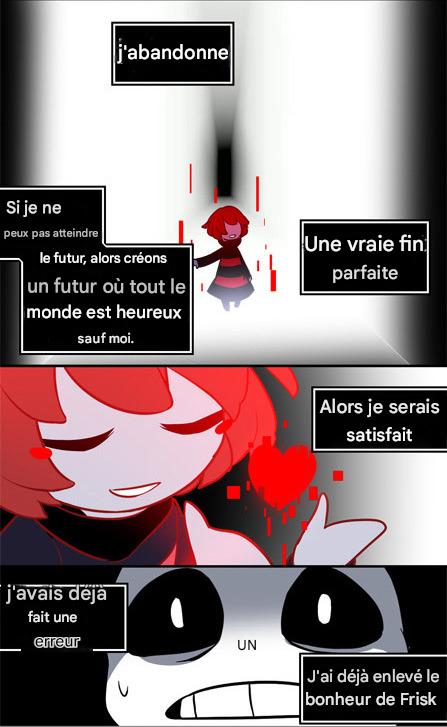 j'abandonne
Si je ne
peux pas atteindre
le futur, alors créons
un futur où tout le
monde est heureux
sauf moi.
Une vraie fin.
parfaite
Alors je serais
satisfait
j'avais déjà
fait une
erreur
UN
J'ai déjà enlevé le
bonheur de Frisk